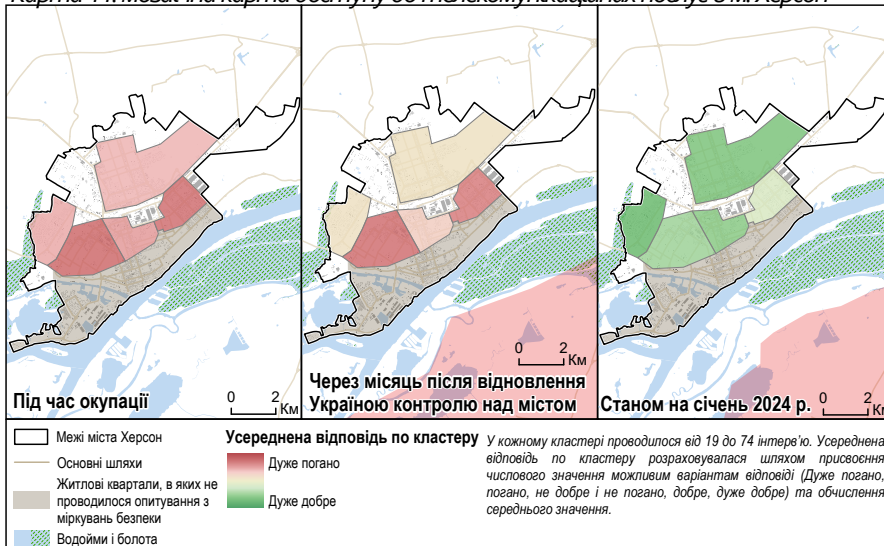 Під час окупації
0 2
Км
Через місяць після відновлення
Україною контролю над містом
0 2
Км
Станом на січень 2024 р.
0 2
Км
Межі міста Херсон
Основні шляхи
Житлові квартали, в яких не
проводилося опитування з
міркувань безпеки
Водойми і болота
Усереднена відповідь по кластеру
Дуже погано
Дуже добре
У кожному кластері проводилося від 19 до 74 інтерв'ю. Усереднена
відповідь по кластеру розраховувалася шляхом присвоєння
числового значення можливим варіантам відповіді (Дуже погано,
погано, не добре і не погано, добре, дуже добре) та обчислення
середнього значення.